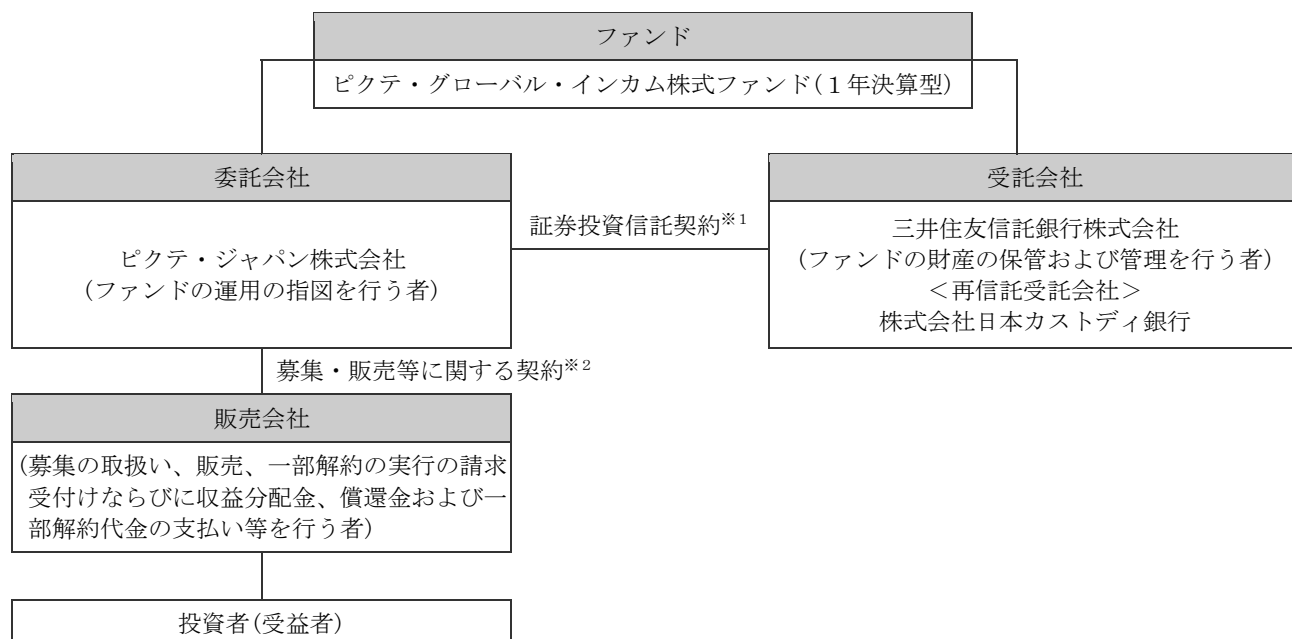 ファンド
ピクテ・グローバル・インカム株式ファンド(1年決算型)
委託会社
ピクテ・ジャパン株式会社
(ファンドの運用の指図を行う者)
証券投資信託契約※1
受託会社
三井住友信託銀行株式会社
(ファンドの財産の保管および管理を行う者)
<再信託受託会社>
株式会社日本カストディ銀行
募集・販売等に関する契約※2
販売会社
(募集の取扱い、販売、一部解約の実行の請求
受付けならびに収益分配金、償還金および一
部解約代金の支払い等を行う者)
投資者(受益者)